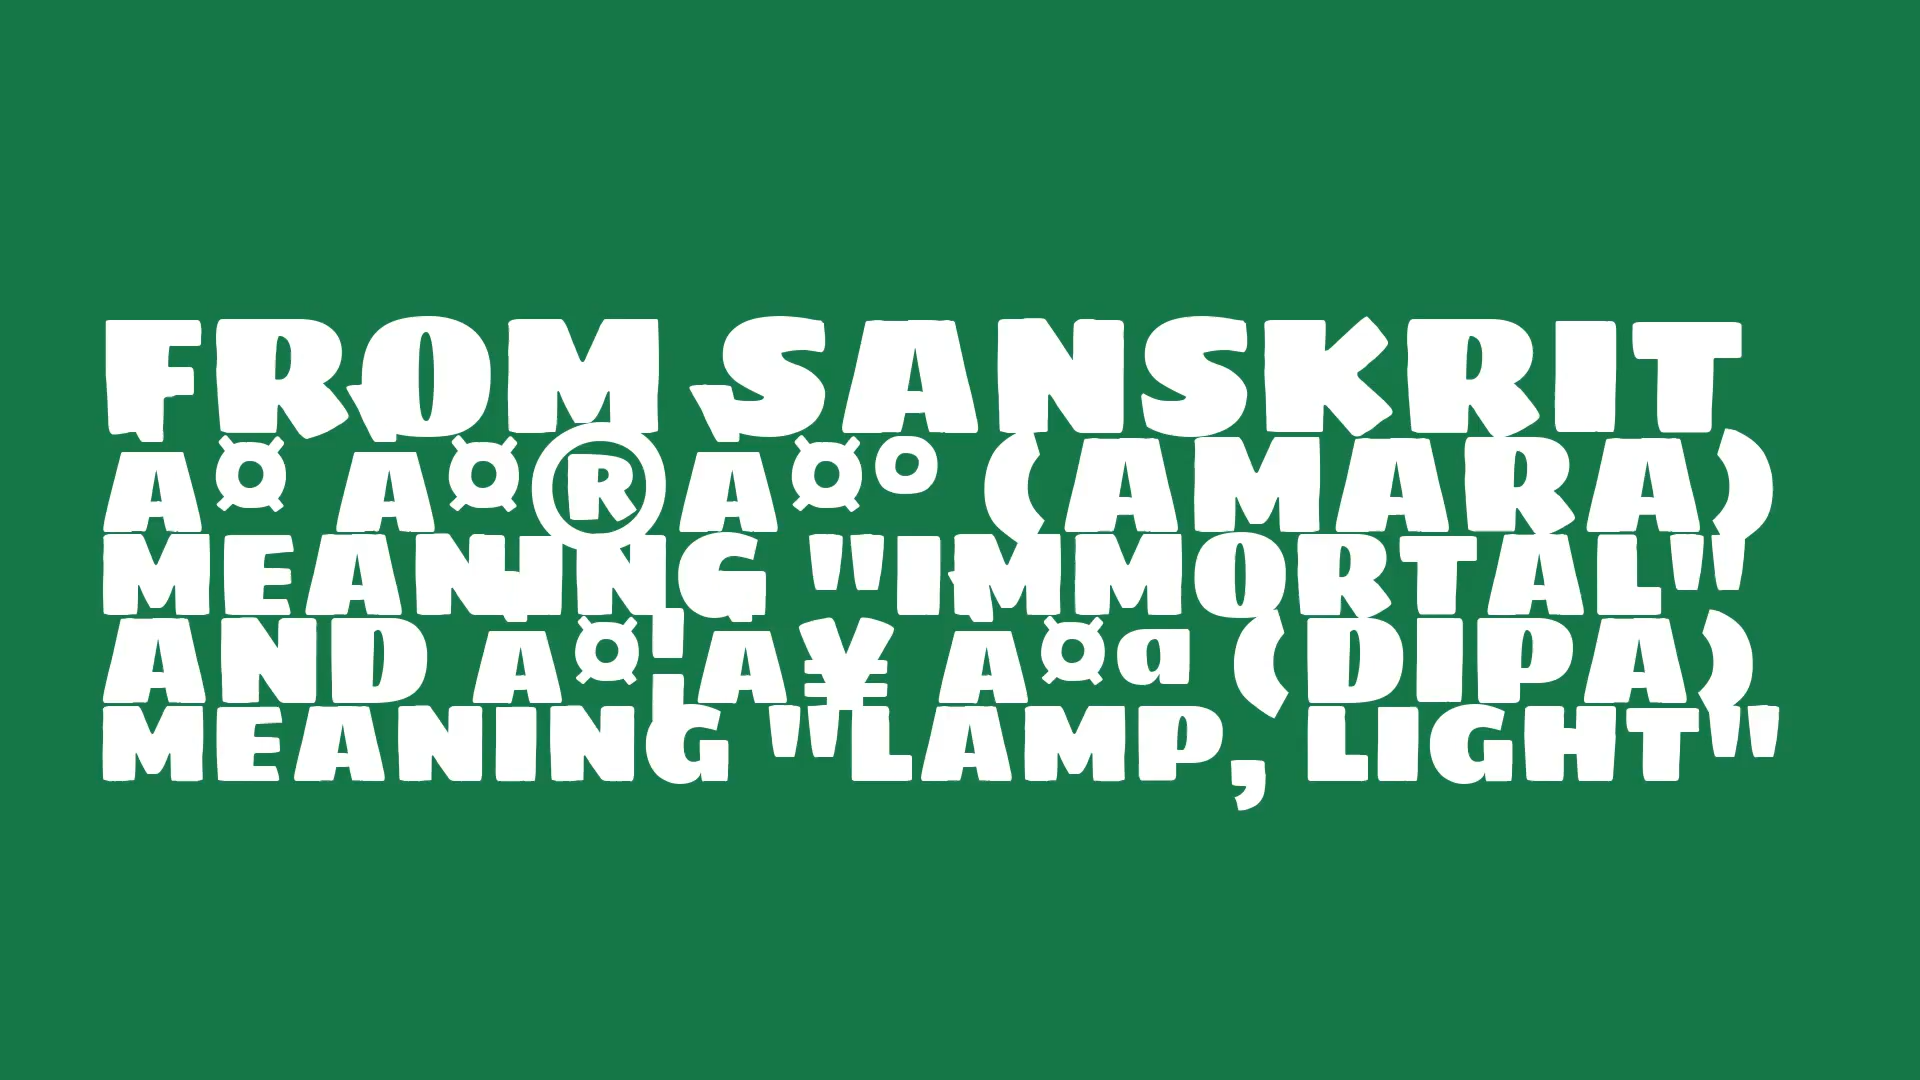 FROM SANSKRIT
À¤ À¤®À¤° (AMARA)
MEANING "IMMORTAL"
AND À¤¦À¥ À¤ª (DIPA)
MEANING "LAMP, LIGHT"